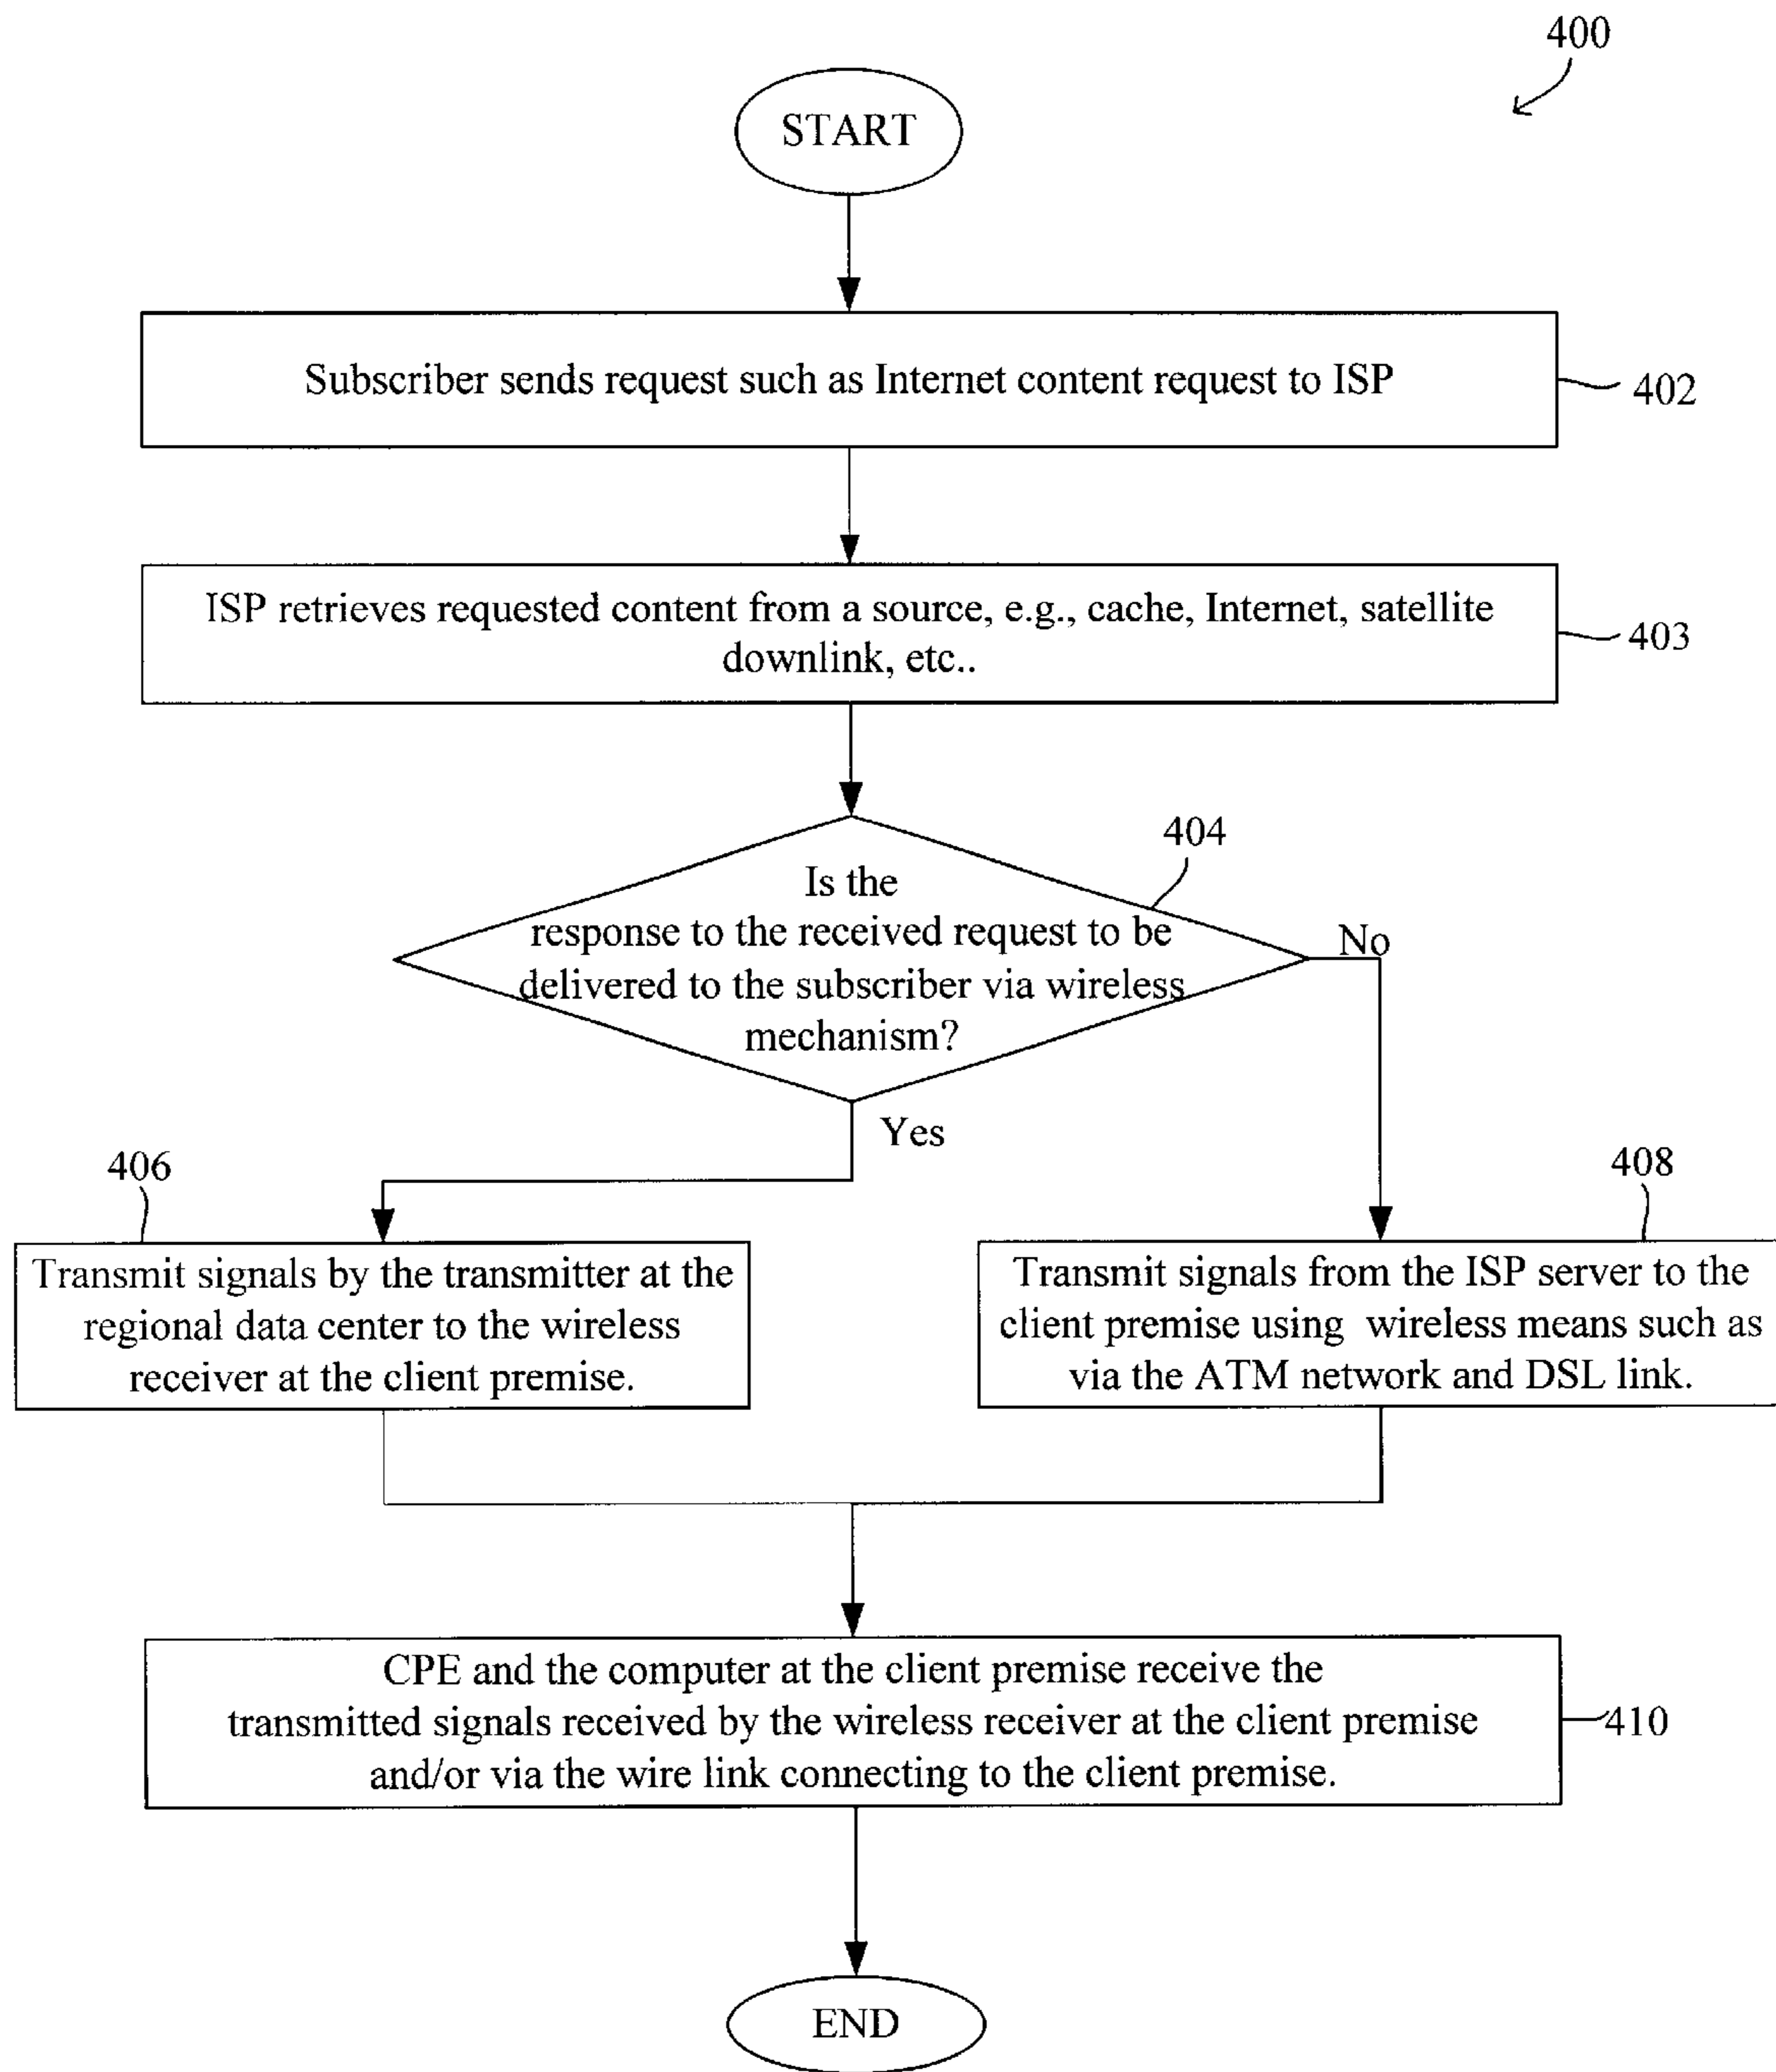 400
START
Subscriber sends request such as Internet content request to ISP
402
ISP retrieves requested content from a source, e.g., cache, Internet, satellite
downlink, etc..
403
404
Is the
response to the received request to be
delivered to the subscriber via wireless
mechanism?
No
Yes
406
Transmit signals by the transmitter at the
regional data center to the wireless
receiver at the client premise.
408
Transmit signals from the ISP server to the
client premise using wireless means such as
via the ATM network and DSL link.
CPE and the computer at the client premise receive the
transmitted signals received by the wireless receiver at the client premise
and/or via the wire link connecting to the client premise.
410
END